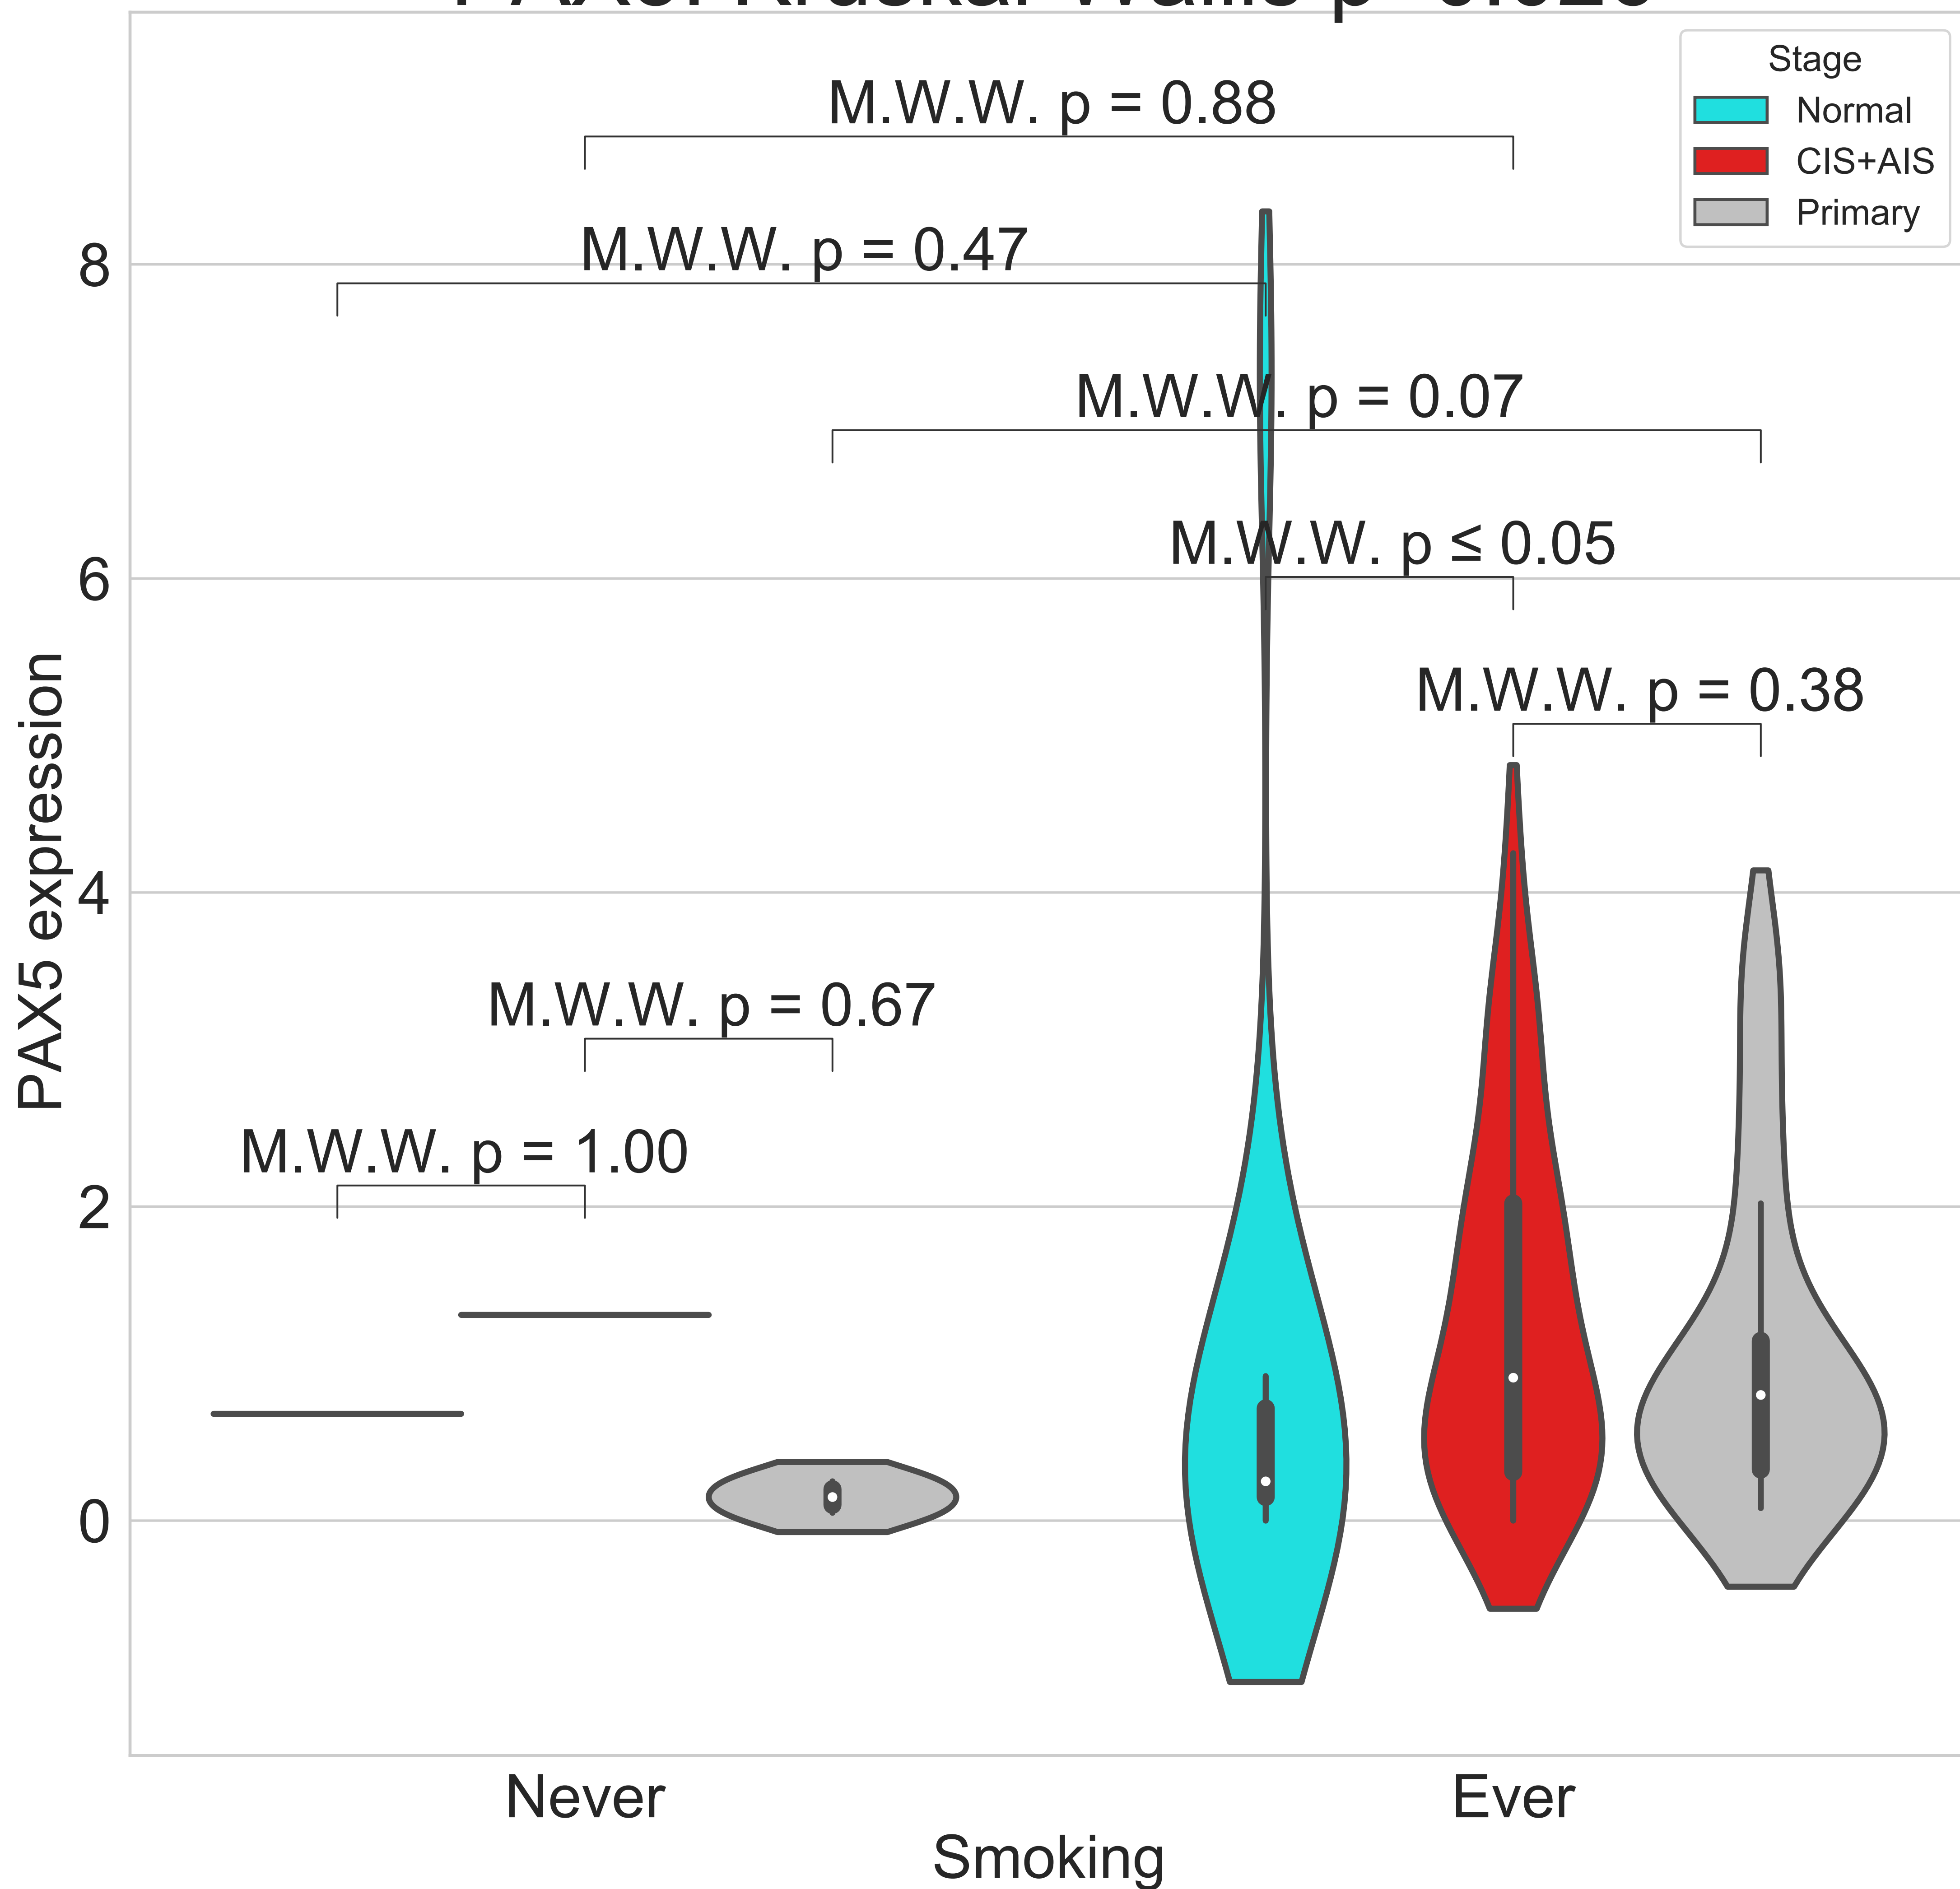 Stage
Normal
CIS+AIS
Primary
M.W.W. p = 0.88
M.W.W. p = 0.47
M.W.W. p = 0.07
M.W.W. p ≤ 0.05
M.W.W. p = 0.38
M.W.W. p = 0.67
M.W.W. p = 1.00
8
6
4
2
0
PAX5 expression
Never
Ever
Smoking